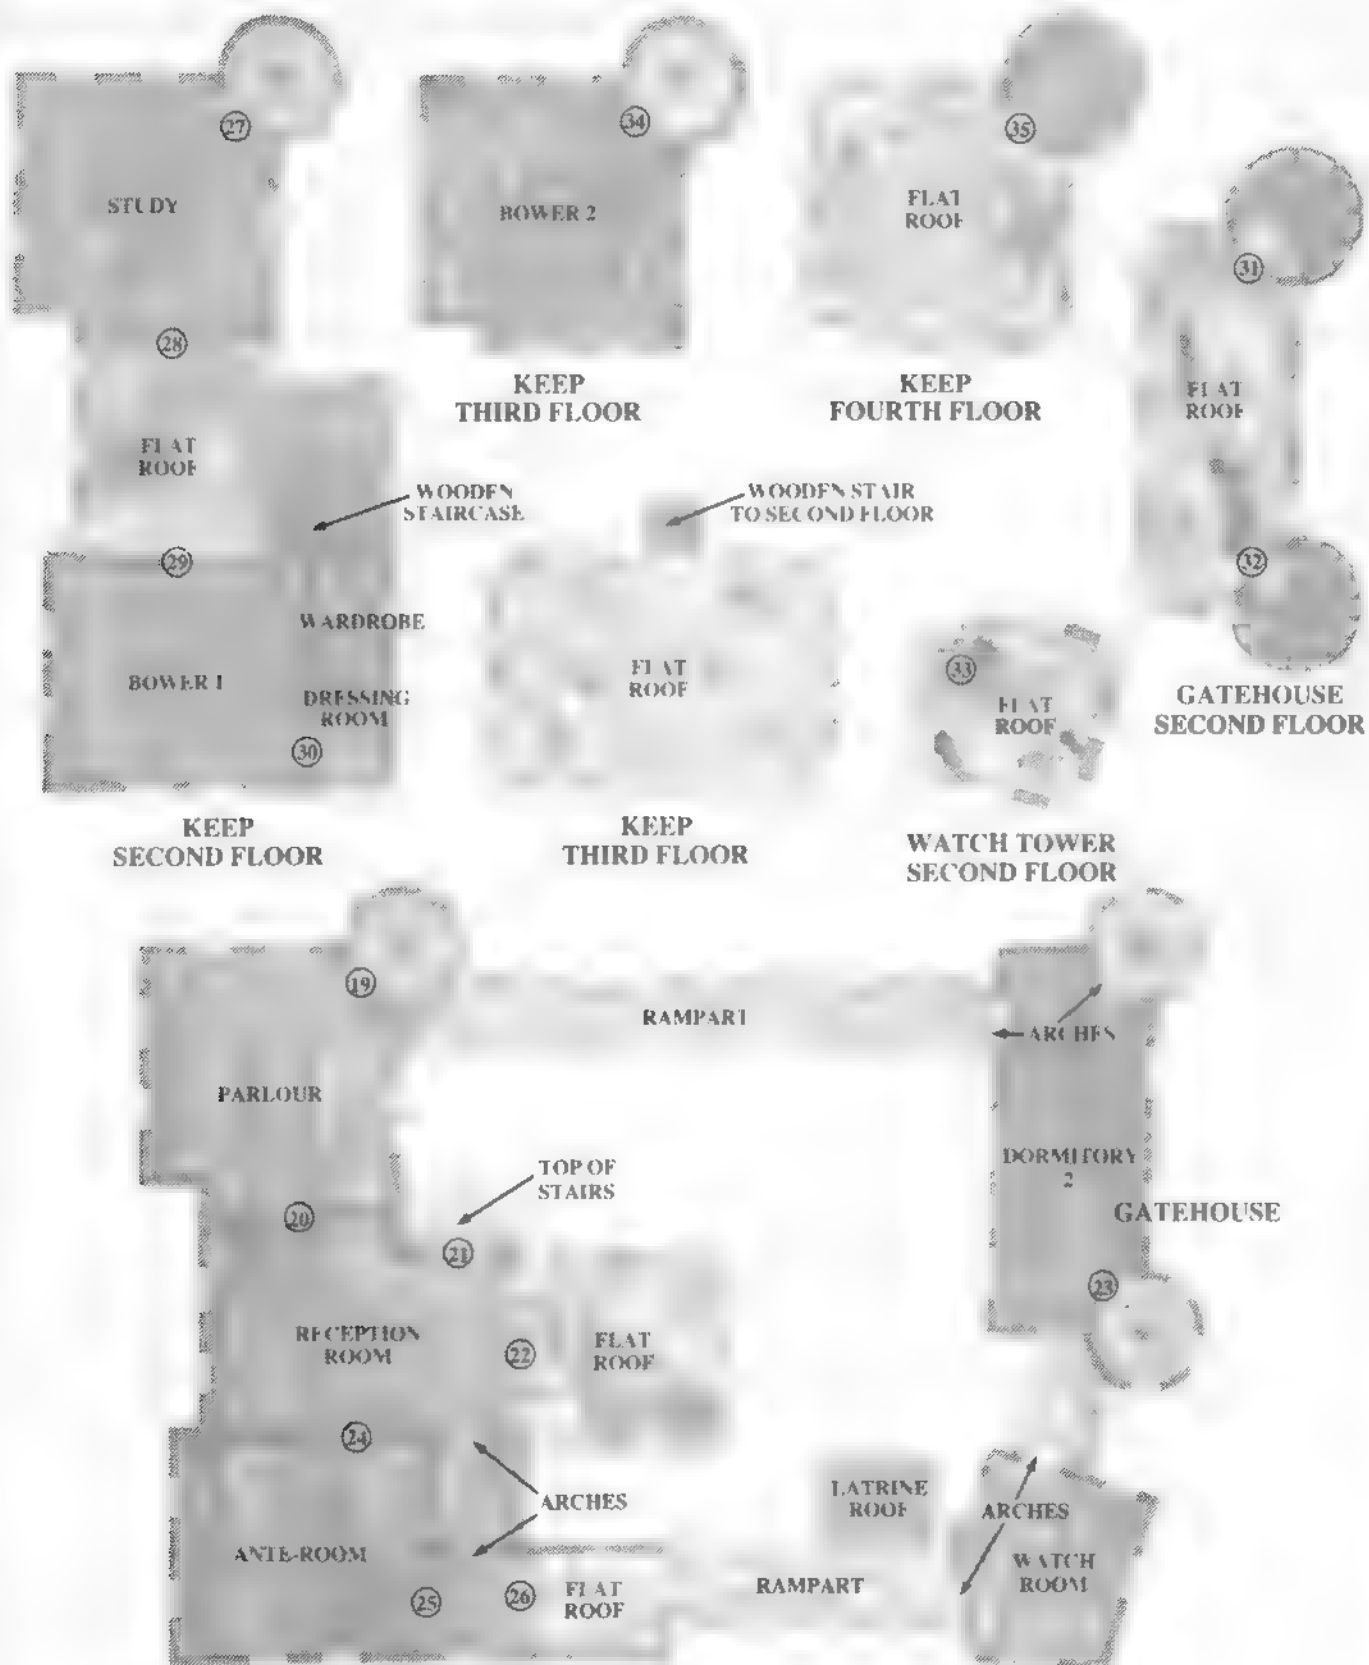 27
34
35
STUDY
BOWER 2
FLAT
ROOF
31
28
KEEP
THIRD FLOOR
KEEP
FOURTH FLOOR
FLAT
ROOF
FLAT
ROOF
WOODEN
STAIRCASE
WOODEN STAIR
TO SECOND FLOOR
29
32
WARDROBE
BOWER 1
DRESSING
ROOM
30
FLAT
ROOF
33
FLAT
ROOF
GATEHOUSE
SECOND FLOOR
KEEP
SECOND FLOOR
KEEP
THIRD FLOOR
WATCH TOWER
SECOND FLOOR
19
RAMPART
ARCHES
PARLOUR
TOP OF
STAIRS
DORMITORY
2
GATEHOUSE
20
21
23
RECEPTION
ROOM
22
FLAT
ROOF
24
ARCHES
LATRINE
ROOF
ARCHES
ANTE-ROOM
25
26
FLAT
ROOF
RAMPART
WATCH
ROOM